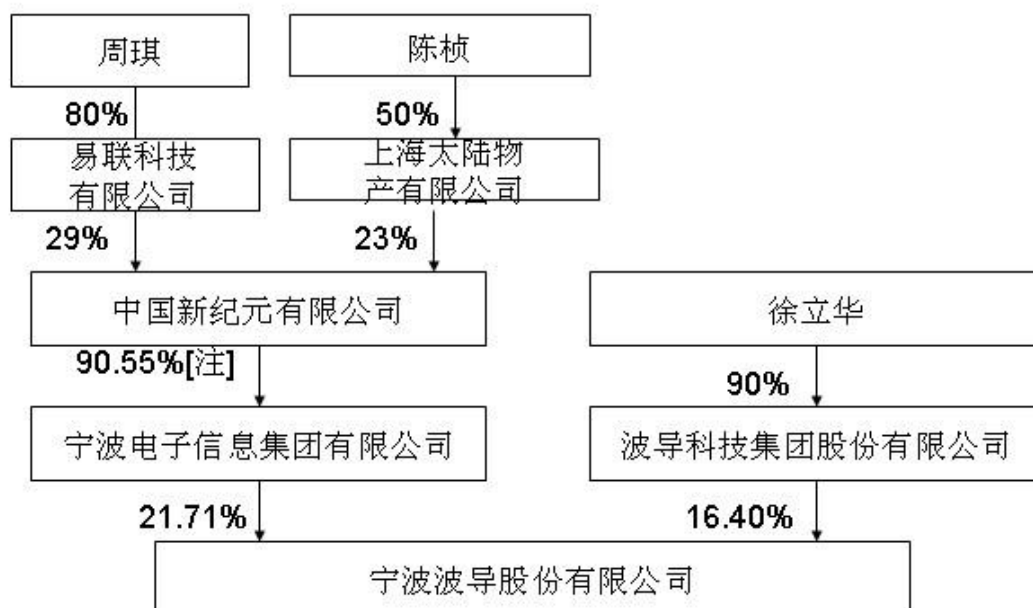 周琪
陈桢
80%
50%
易联科技
有限公司
上海太陆物
产有限公司
29%
23%
中国新纪元有限公司
徐立华
90.55%[注]
90%
宁波电子信息集团有限公司
波导科技集团股份有限公司
21.71%
16.40%
宁波波导股份有限公司